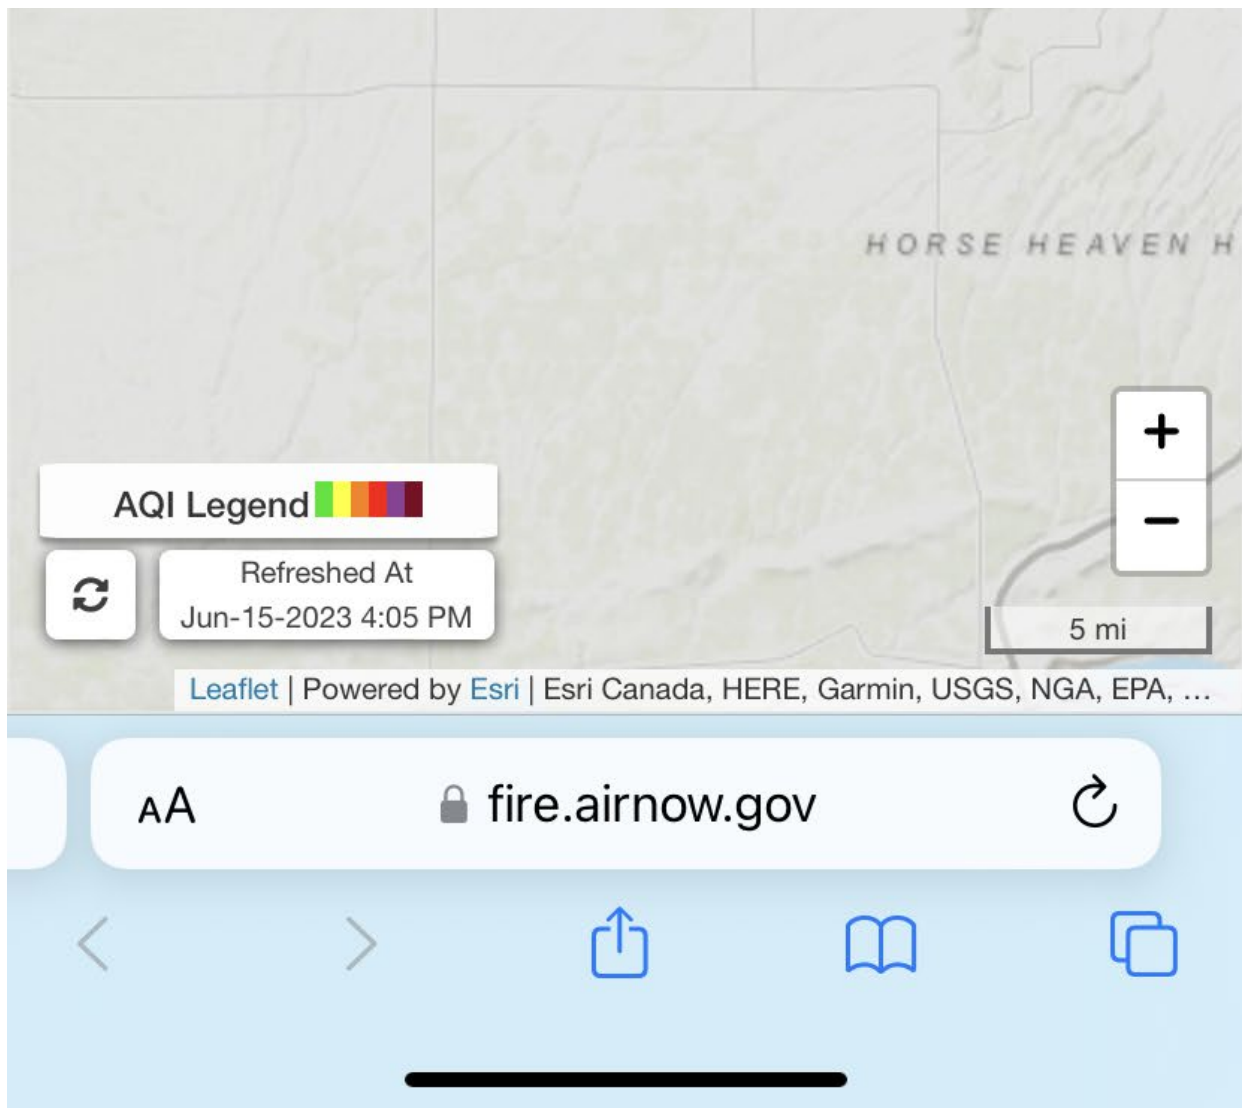 HORSE HEAVEN H
+
−
AQI Legend
Refreshed At
Jun-15-2023 4:05 PM
5 mi
Leaflet | Powered by Esri | Esri Canada, HERE, Garmin, USGS, NGA, EPA, ...
AA
fire.airnow.gov